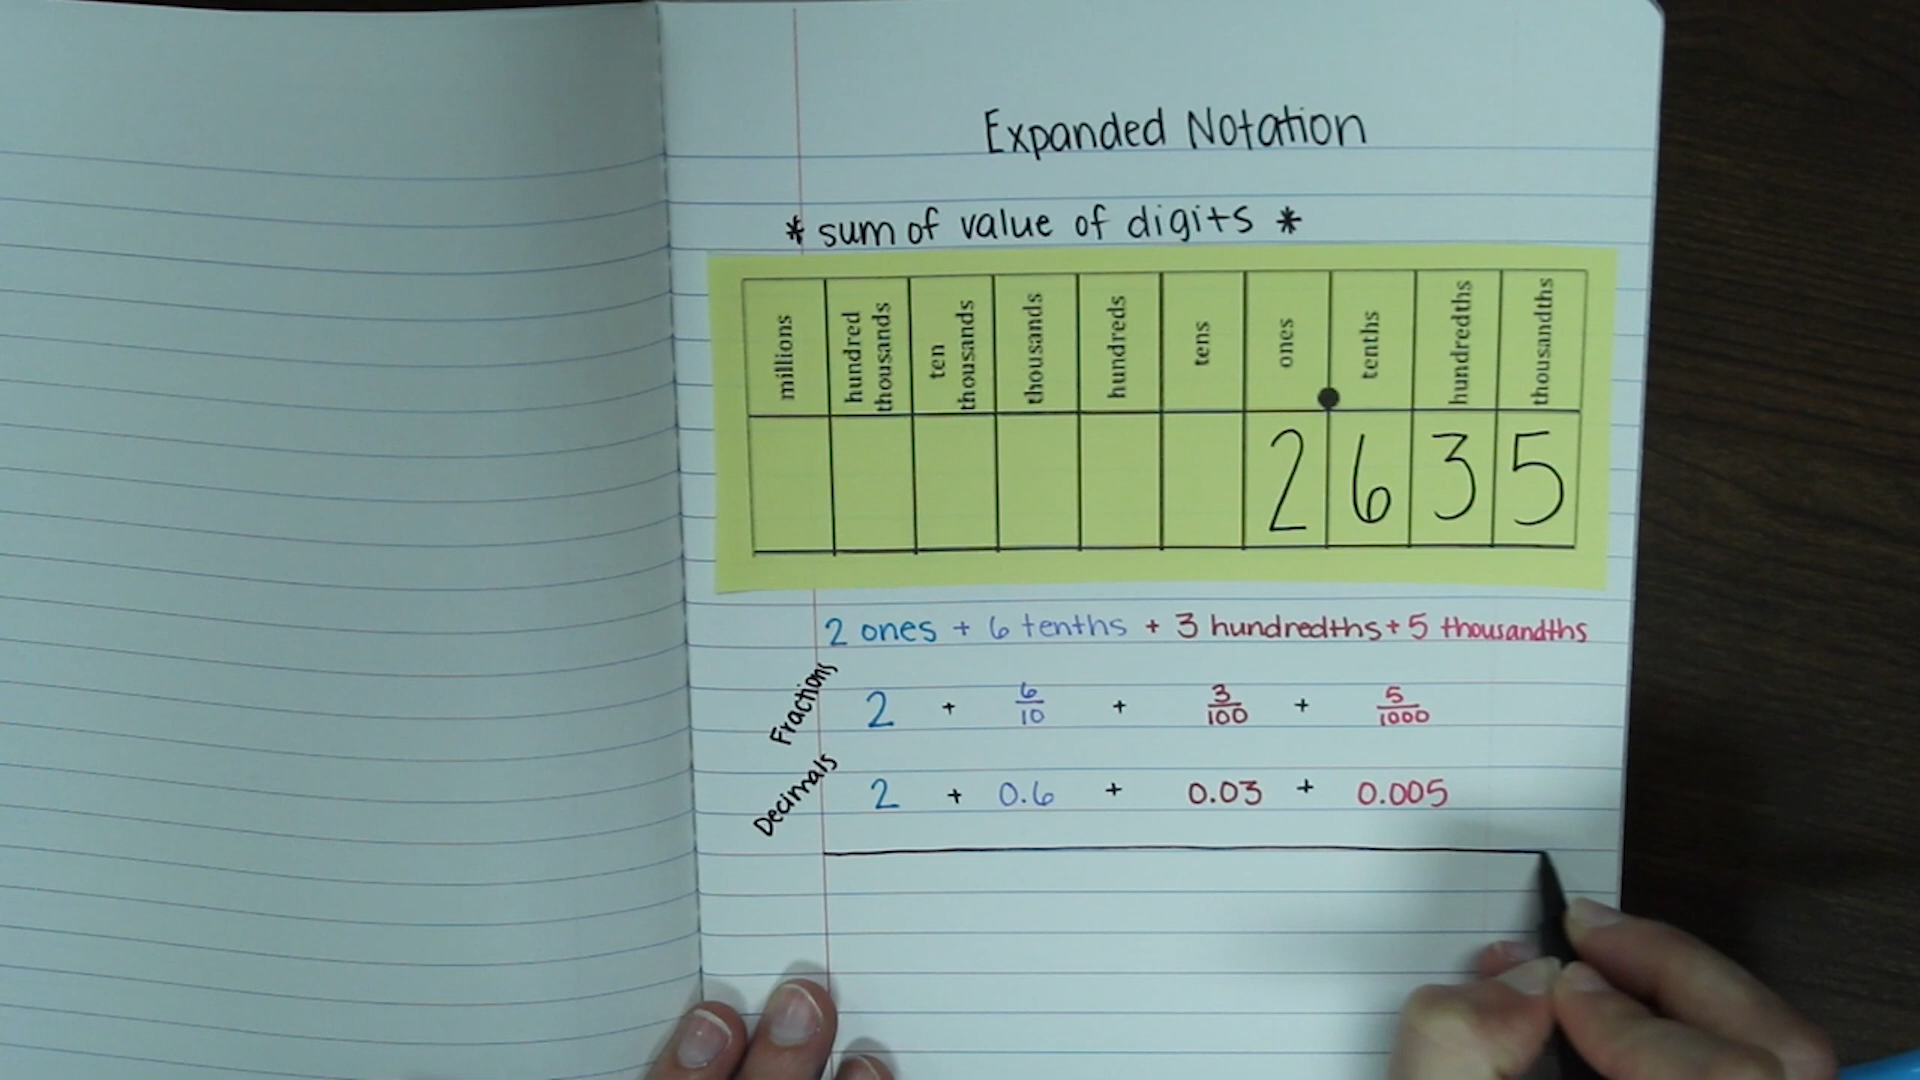 Expanded Notation
* sum of value of digits *
millions hundred thousands ten thousands thousands hundreds tens ones tenths hundredths thousandths
2 6 3 5
2 ones + 6 tenths + 3 hundredths + 5 thousandths
Fractions 2 + 6/10 + 3/100 + 5/1000
Decimals 2 + 0.6 + 0.03 + 0.005